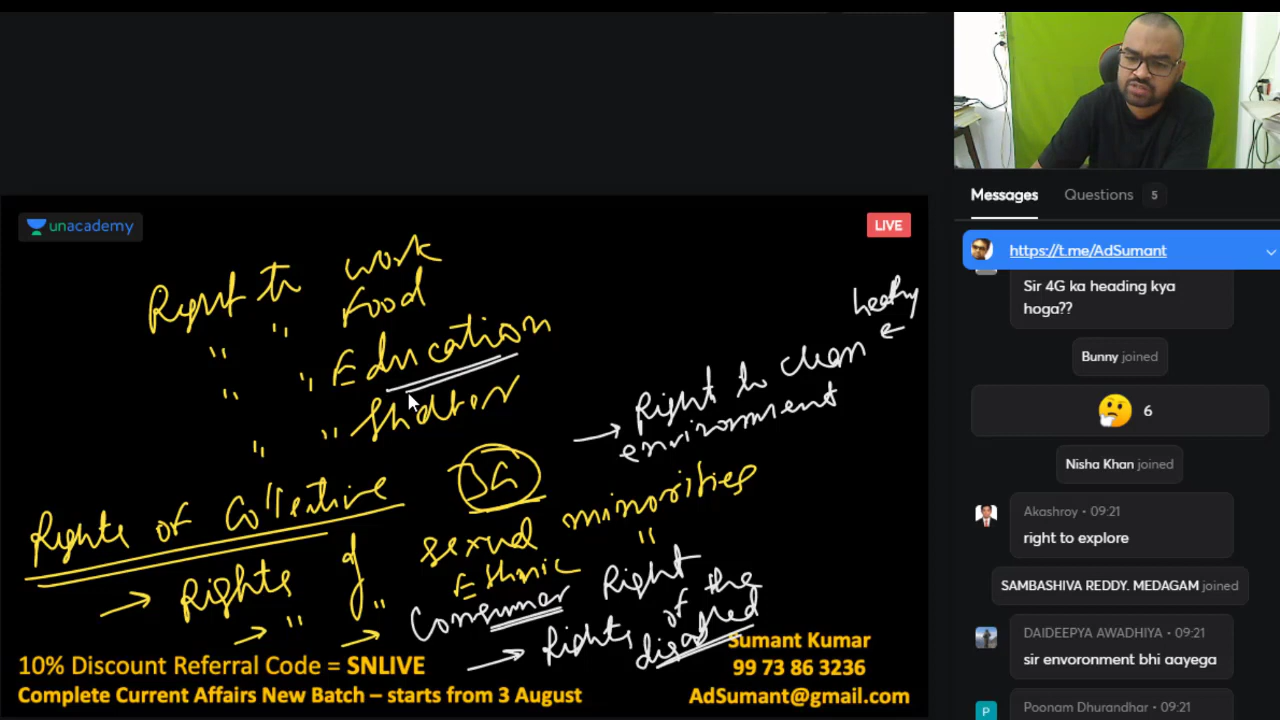 unacademy
LIVE
Right to work
" " Food
" " Education
" " Shelter
healthy
→ Right to clean
environment
Rights of Collective 3G
→ Rights of sexual minorities
→ " " Ethnic "
→ Consumer Right
→ Rights of the
disabled
10% Discount Referral Code = SNLIVE
Complete Current Affairs New Batch – starts from 3 August
Sumant Kumar
99 73 86 3236
AdSumant@gmail.com
Messages Questions 5
https://t.me/AdSumant
Sir 4G ka heading kya
hoga??
Bunny joined
6
Nisha Khan joined
Akashroy • 09:21
right to explore
SAMBASHIVA REDDY. MEDAGAM joined
DAIDEEPYA AWADHIYA • 09:21
sir envoronment bhi aayega
P
Poonam Dhurandhar • 09:21